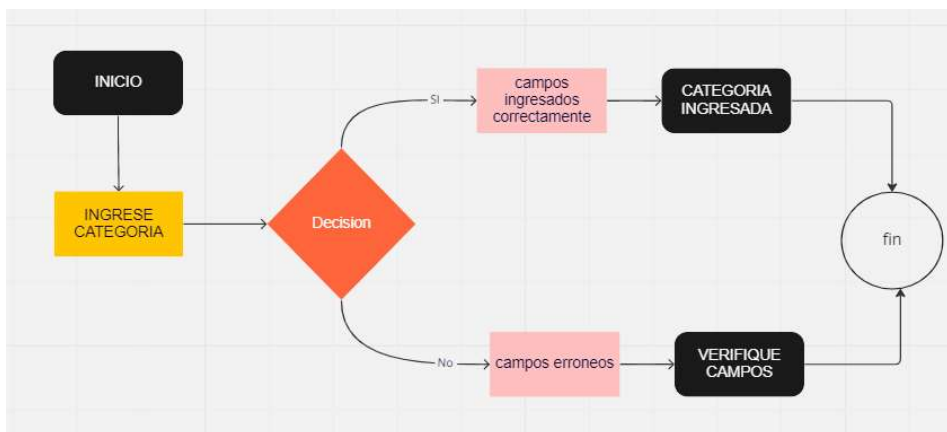 INICIO
INGRESE
CATEGORIA
Decision
SI
campos
ingresados
correctamente
CATEGORIA
INGRESADA
fin
No
campos erroneos
VERIFIQUE
CAMPOS